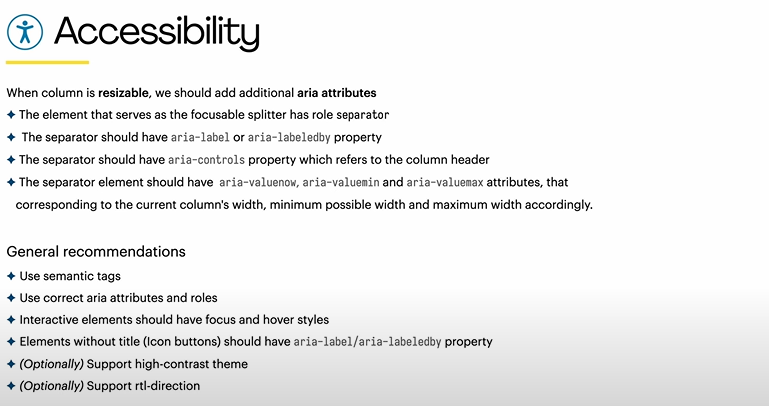 Accessibility
When column is resizable, we should add additional aria attributes
✦ The element that serves as the focusable splitter has role separator
✦ The separator should have aria-label or aria-labeledby property
✦ The separator should have aria-controls property which refers to the column header
✦ The separator element should have aria-valuenow, aria-valuemin and aria-valuemax attributes, that
corresponding to the current column's width, minimum possible width and maximum width accordingly.
General recommendations
✦ Use semantic tags
✦ Use correct aria attributes and roles
✦ Interactive elements should have focus and hover styles
✦ Elements without title (Icon buttons) should have aria-label/aria-labeledby property
✦ (Optionally) Support high-contrast theme
✦ (Optionally) Support rtl-direction